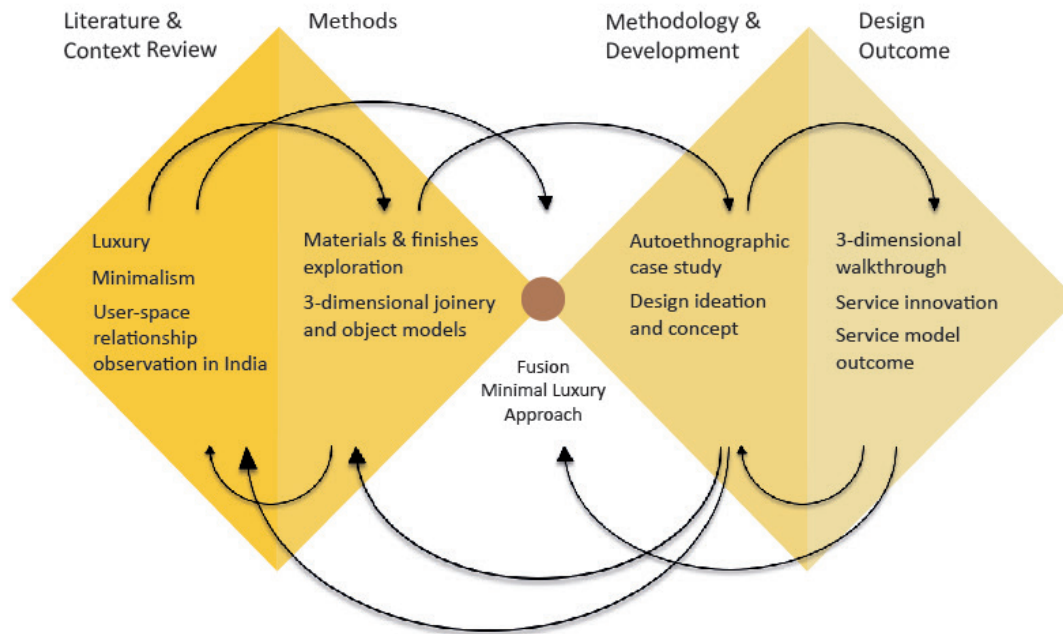 Literature &
Context Review
Methods
Methodology &
Development
Design
Outcome
Luxury
Minimalism
User-space
relationship
observation in India
Materials & finishes
exploration
3-dimensional joinery
and object models
Fusion
Minimal Luxury
Approach
Autoethnographic
case study
Design ideation
and concept
3-dimensional
walkthrough
Service innovation
Service model
outcome